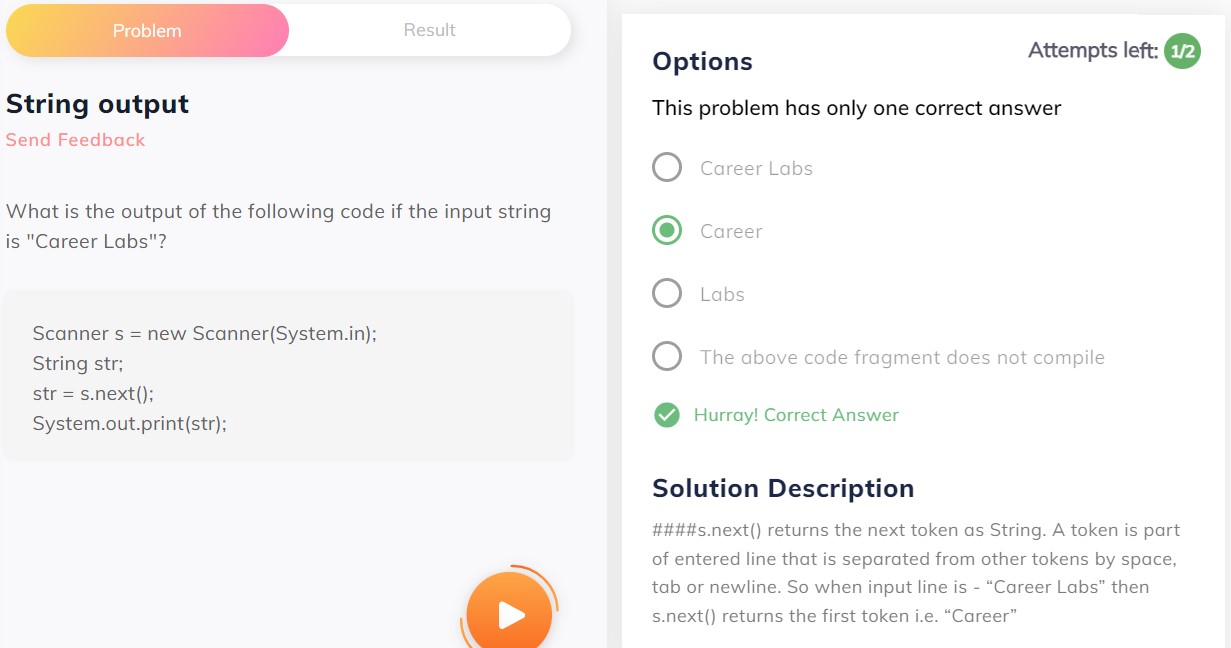 Problem
Result
String output
Send Feedback
What is the output of the following code if the input string
is "Career Labs"?
Scanner s = new Scanner(System.in);
String str;
str = s.next();
System.out.print(str);
Options
Attempts left: 1/2
This problem has only one correct answer
Career Labs
Career
Labs
The above code fragment does not compile
Hurray! Correct Answer
Solution Description
####s.next() returns the next token as String. A token is part
of entered line that is separated from other tokens by space,
tab or newline. So when input line is - “Career Labs” then
s.next() returns the first token i.e. “Career”